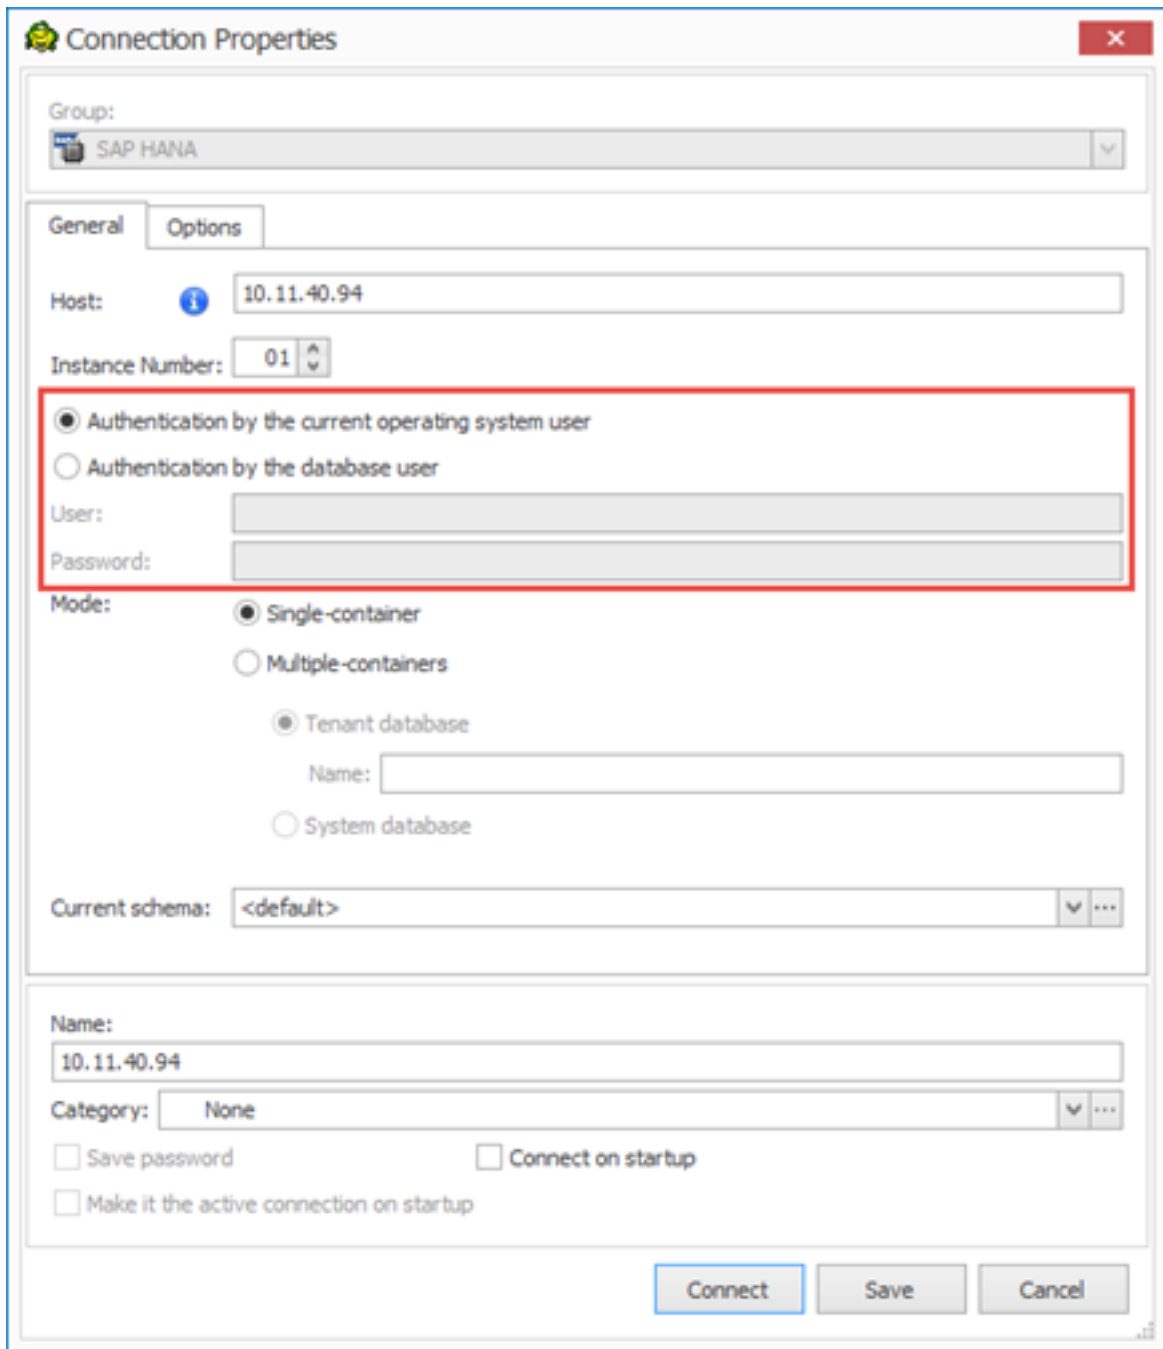 Connection Properties
Group:
SAP HANA
General
Options
Host:
10.11.40.94
Instance Number:
01
Authentication by the current operating system user
Authentication by the database user
User:
Password:
Mode:
Single-container
Multiple-containers
Tenant database
Name:
System database
Current schema:
<default>
Name:
10.11.40.94
Category:
None
Save password
Connect on startup
Make it the active connection on startup
Connect
Save
Cancel